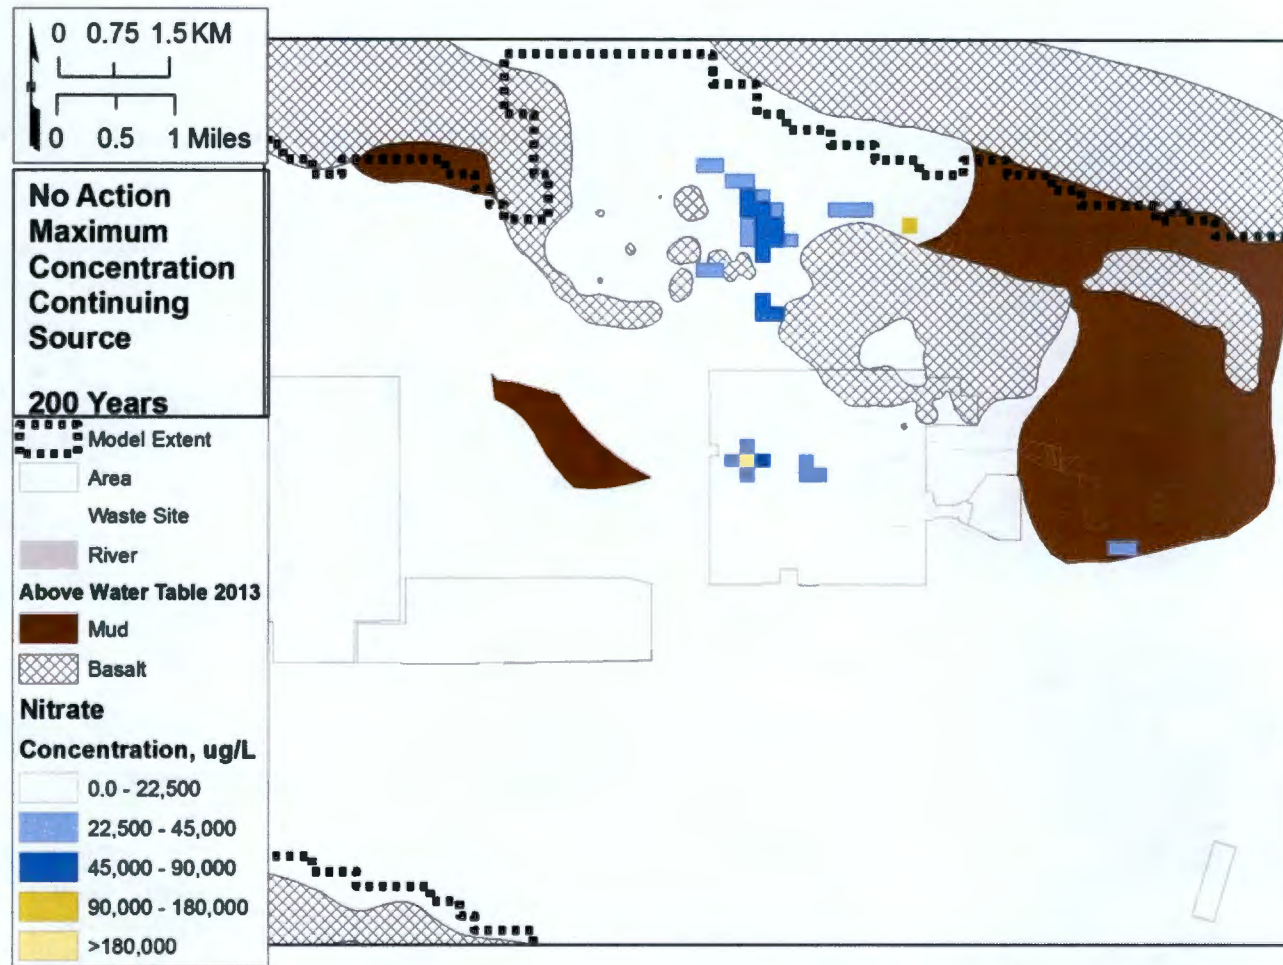 0 0.75 1.5 KM
0 0.5 1 Miles
No Action
Maximum
Concentration
Continuing
Source
200 Years
Model Extent
Area
Waste Site
River
Above Water Table 2013
Mud
Basalt
Nitrate
Concentration, ug/L
0.0 - 22,500
22,500 - 45,000
45,000 - 90,000
90,000 - 180,000
>180,000